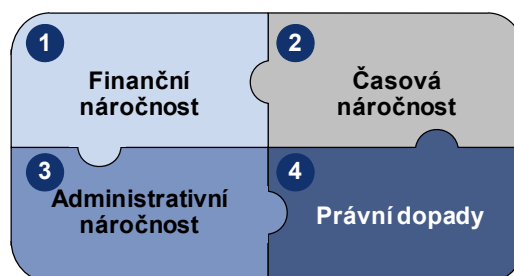 1
Finanční
náročnost
2
Časová
náročnost
3
Administrativní
náročnost
4
Právní dopady